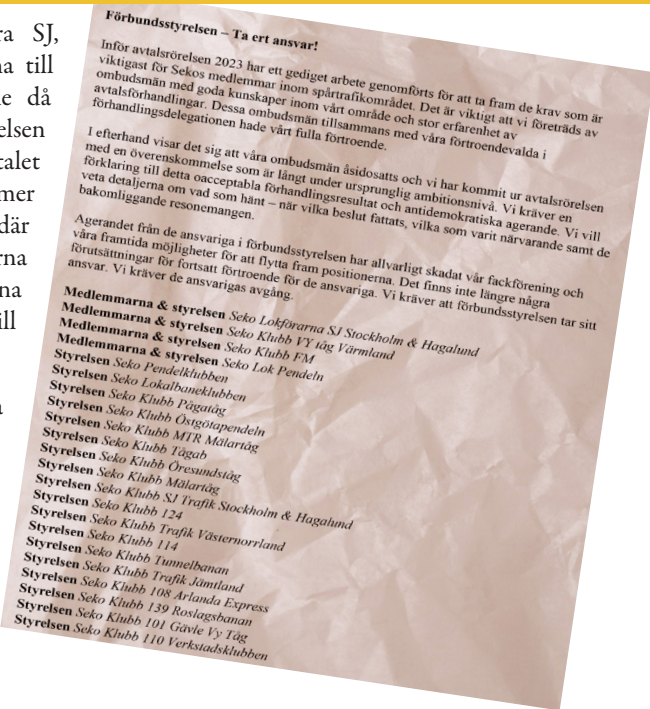 ra SJ,
na till
e då
elsen
talet
mer
där
rna
na
ill
a
Förbundsstyrelsen – Ta ert ansvar!
Inför avtalsrörelsen 2023 har ett gediget arbete genomförts för att ta fram de krav som är
viktigast för Sekos medlemmar inom spårtrafikområdet. Det är viktigt att vi företräds av
ombudsmän med goda kunskaper inom vårt område och stor erfarenhet av
avtalsförhandlingar. Dessa ombudsmän tillsammans med våra förtroendevalda i
förhandlingsdelegationen hade vårt fulla förtroende.
I efterhand visar det sig att våra ombudsmän åsidosatts och vi har kommit ur avtalsrörelsen
med en överenskommelse som är långt under ursprunglig ambitionsnivå. Vi kräver en
förklaring till detta oacceptabla förhandlingsresultat och antidemokratiska agerande. Vi vill
veta detaljerna om vad som hänt – när vilka beslut fattats, vilka som varit närvarande samt de
bakomliggande resonemangen.
Agerandet från de ansvariga i förbundsstyrelsen har allvarligt skadat vår fackförening och
våra framtida möjligheter för att flytta fram positionerna. Det finns inte längre några
förutsättningar för fortsatt förtroende för de ansvariga. Vi kräver att förbundsstyrelsen tar sitt
ansvar. Vi kräver de ansvarigas avgång.
Medlemmarna & styrelsen Seko Lokförarna SJ Stockholm & Hagalund
Medlemmarna & styrelsen Seko Klubb VY tåg Värmland
Medlemmarna & styrelsen Seko Klubb FM
Medlemmarna & styrelsen Seko Lok Pendeln
Styrelsen Seko Pendelklubben
Styrelsen Seko Lokalbaneklubben
Styrelsen Seko Klubb Pågatåg
Styrelsen Seko Klubb Östgötapendeln
Styrelsen Seko Klubb MTR Mälartåg
Styrelsen Seko Klubb Tågab
Styrelsen Seko Klubb Öresundståg
Styrelsen Seko Klubb Mälartåg
Styrelsen Seko Klubb SJ Trafik Stockholm & Hagalund
Styrelsen Seko Klubb 124
Styrelsen Seko Klubb Trafik Västernorrland
Styrelsen Seko Klubb 114
Styrelsen Seko Klubb Tunnelbanan
Styrelsen Seko Klubb Trafik Jämtland
Styrelsen Seko Klubb 108 Arlanda Express
Styrelsen Seko Klubb 139 Roslagsbanan
Styrelsen Seko Klubb 101 Gävle Vy Tåg
Styrelsen Seko Klubb 110 Verkstadsklubben